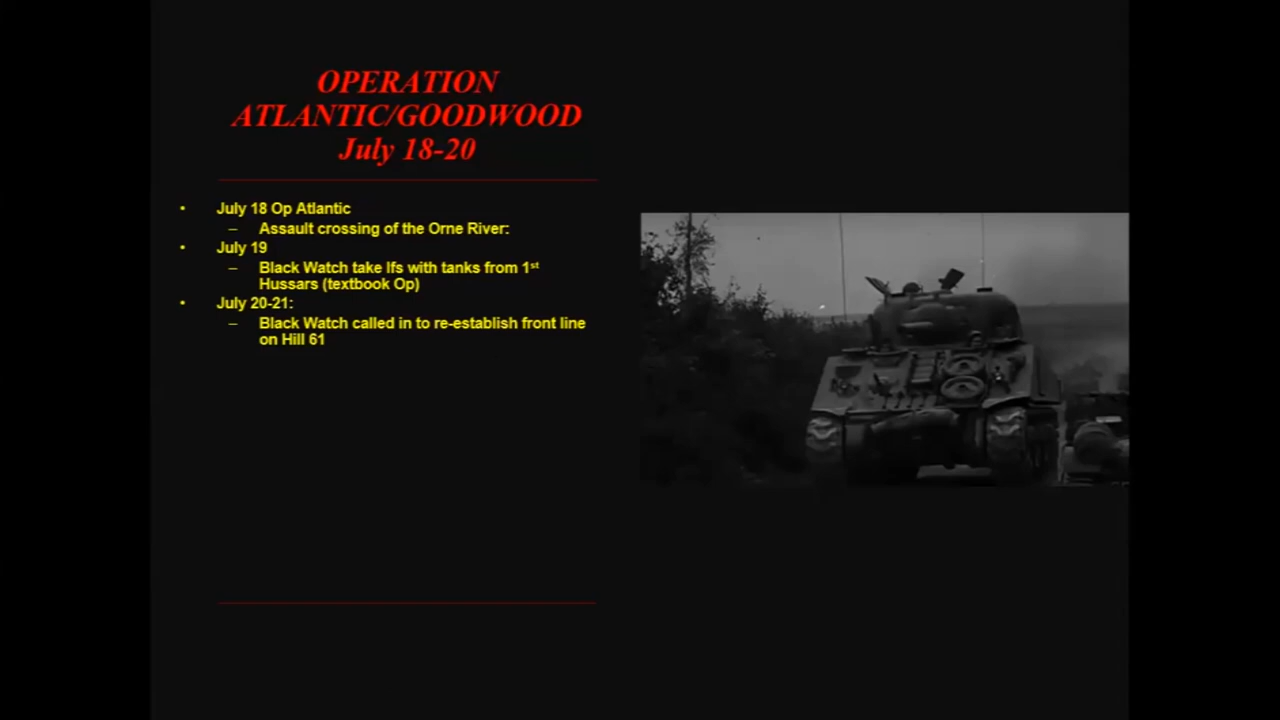 OPERATION
ATLANTIC/GOODWOOD
July 18-20
• July 18 Op Atlantic
– Assault crossing of the Orne River:
• July 19
– Black Watch take Ifs with tanks from 1st
Hussars (textbook Op)
• July 20-21:
– Black Watch called in to re-establish front line
on Hill 61